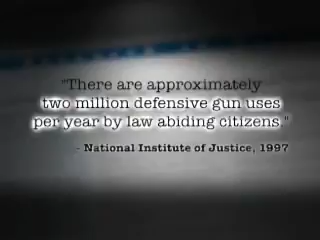 "There are approximately
two million defensive gun uses
per year by law abiding citizens."
- National Institute of Justice, 1997